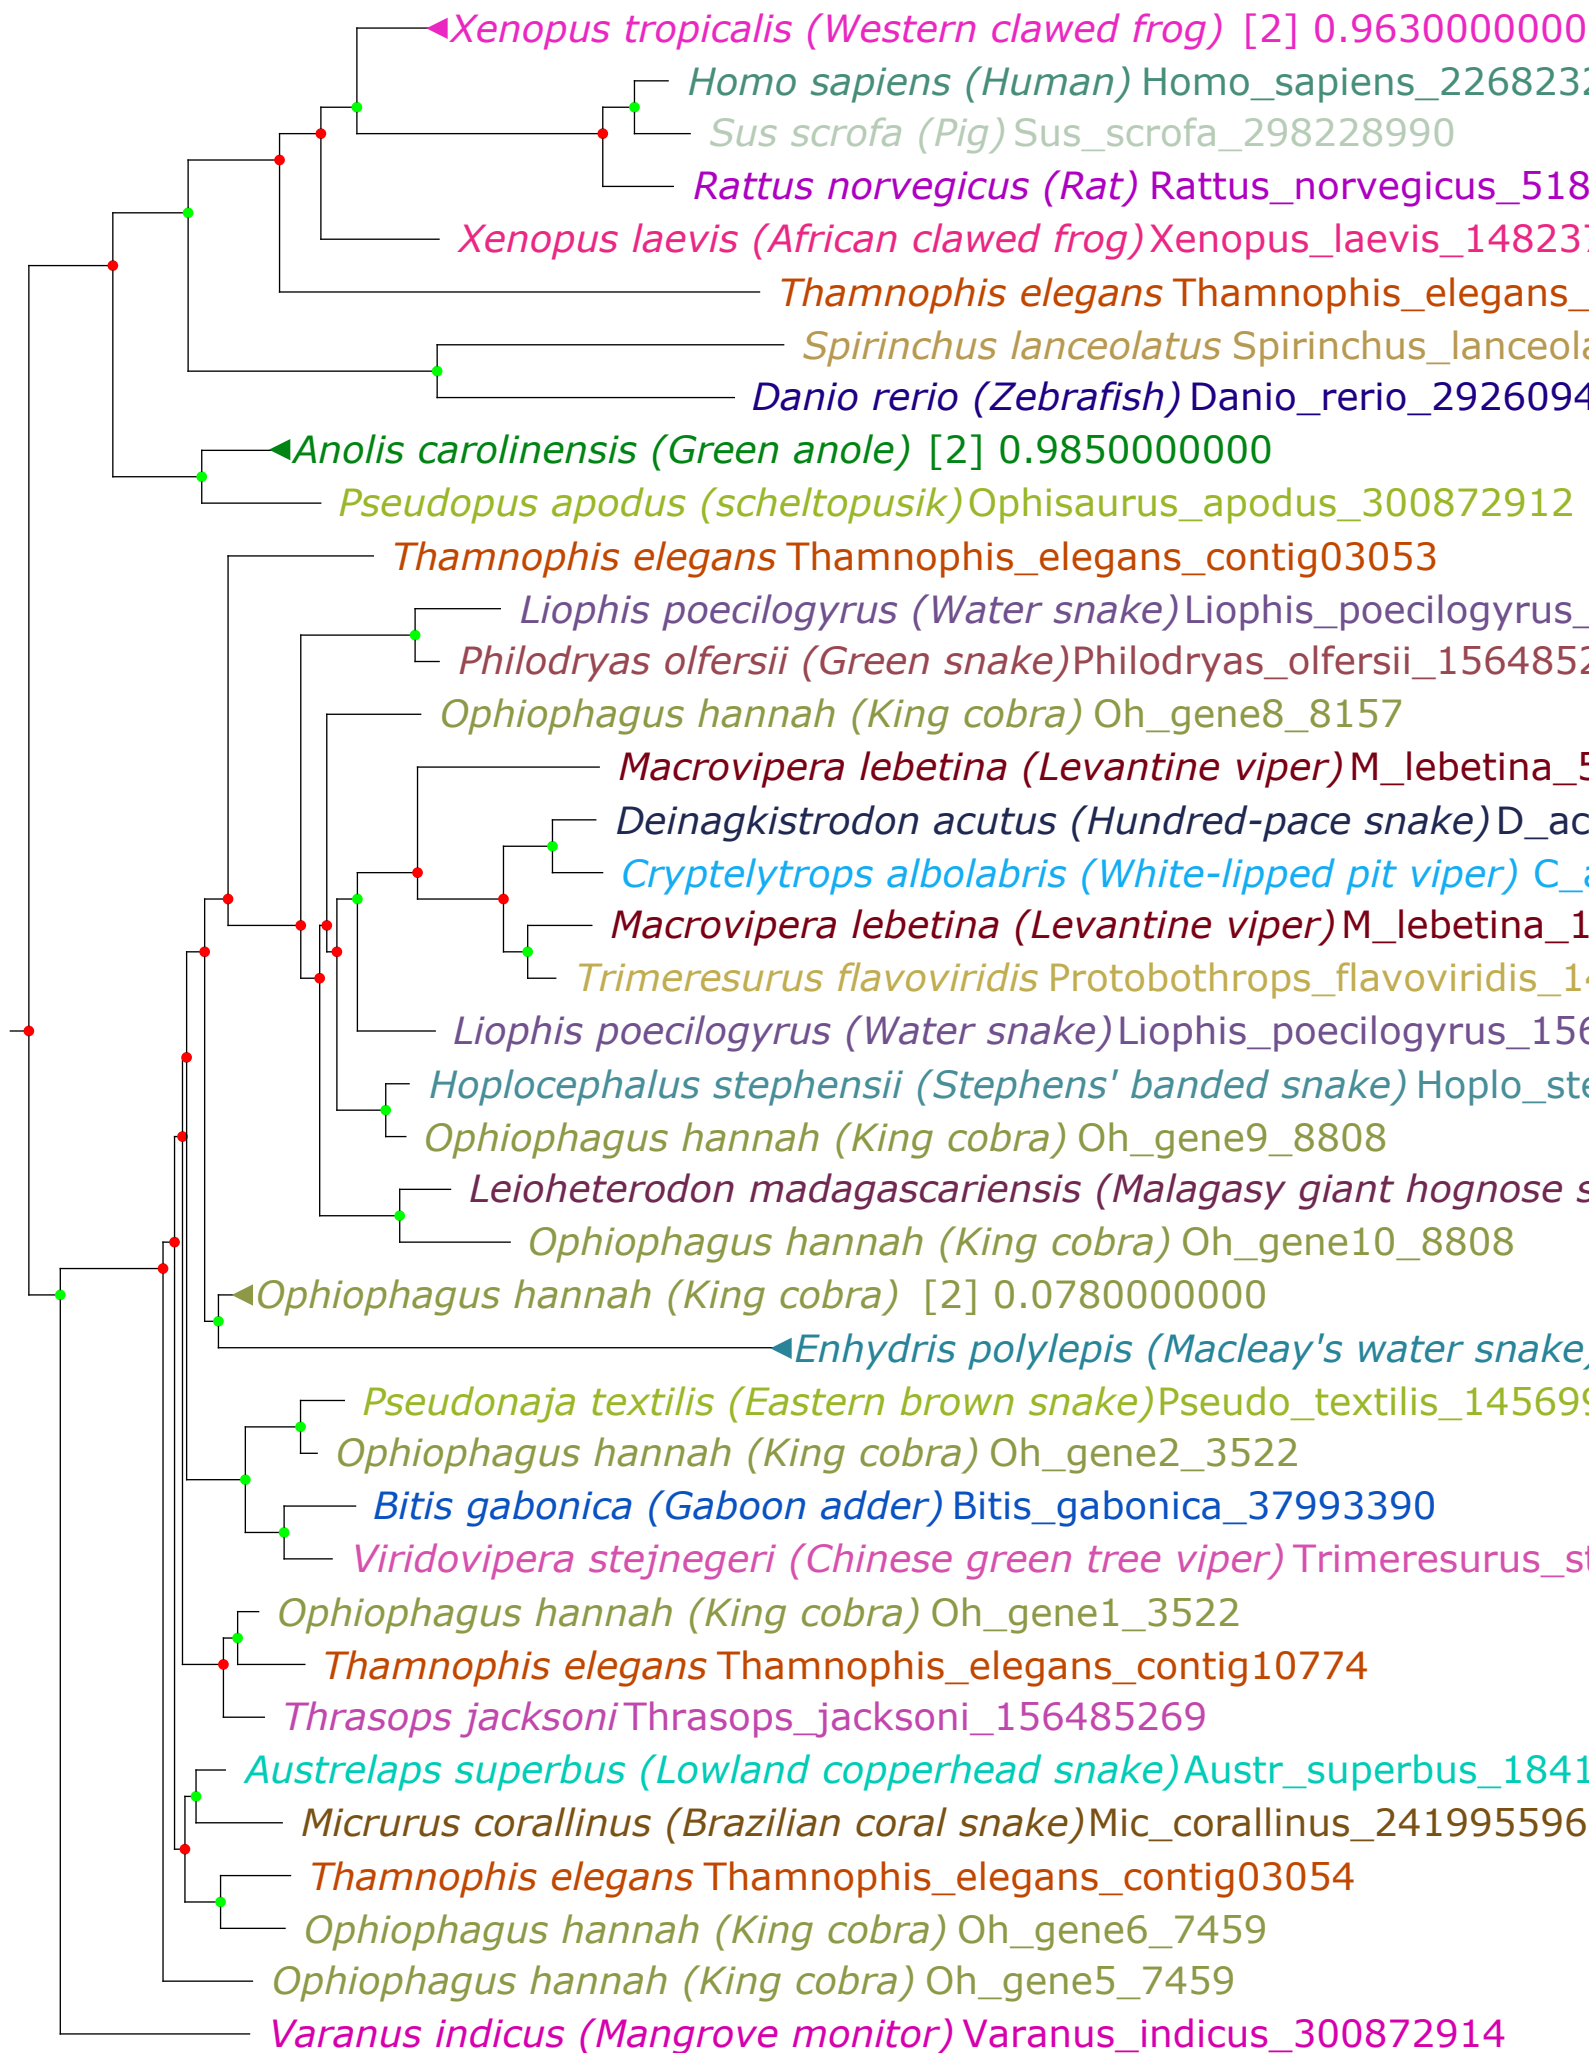 Xenopus tropicalis (Western clawed frog) [2] 0.9630000000
Homo sapiens (Human) Homo_sapiens_2268232
Sus scrofa (Pig) Sus_scrofa_298228990
Rattus norvegicus (Rat) Rattus_norvegicus_518
Xenopus laevis (African clawed frog) Xenopus_laevis_148237
Thamnophis elegans Thamnophis_elegans_
Spirinchus lanceolatus Spirinchus_lanceola
Danio rerio (Zebrafish) Danio_rerio_2926094
Anolis carolinensis (Green anole) [2] 0.9850000000
Pseudopus apodus (scheltopusik) Ophisaurus_apodus_300872912
Thamnophis elegans Thamnophis_elegans_contig03053
Liophis poecilogyrus (Water snake) Liophis_poecilogyrus_
Philodryas olfersii (Green snake) Philodryas_olfersii_1564852
Ophiophagus hannah (King cobra) Oh_gene8_8157
Macrovipera lebetina (Levantine viper) M_lebetina_5
Deinagkistrodon acutus (Hundred-pace snake) D_ac
Cryptelytrops albolabris (White-lipped pit viper) C_a
Macrovipera lebetina (Levantine viper) M_lebetina_1
Trimeresurus flavoviridis Protobothrops_flavoviridis_14
Liophis poecilogyrus (Water snake) Liophis_poecilogyrus_156
Hoplocephalus stephensii (Stephens' banded snake) Hoplo_ste
Ophiophagus hannah (King cobra) Oh_gene9_8808
Leioheterodon madagascariensis (Malagasy giant hognose s
Ophiophagus hannah (King cobra) Oh_gene10_8808
Ophiophagus hannah (King cobra) [2] 0.0780000000
Enhydris polylepis (Macleay's water snake)
Pseudonaja textilis (Eastern brown snake) Pseudo_textilis_145699
Ophiophagus hannah (King cobra) Oh_gene2_3522
Bitis gabonica (Gaboon adder) Bitis_gabonica_37993390
Viridovipera stejnegeri (Chinese green tree viper) Trimeresurus_st
Ophiophagus hannah (King cobra) Oh_gene1_3522
Thamnophis elegans Thamnophis_elegans_contig10774
Thrasops jacksoni Thrasops_jacksoni_156485269
Austrelaps superbus (Lowland copperhead snake) Austr_superbus_1841
Micrurus corallinus (Brazilian coral snake) Mic_corallinus_241995596
Thamnophis elegans Thamnophis_elegans_contig03054
Ophiophagus hannah (King cobra) Oh_gene6_7459
Ophiophagus hannah (King cobra) Oh_gene5_7459
Varanus indicus (Mangrove monitor) Varanus_indicus_300872914